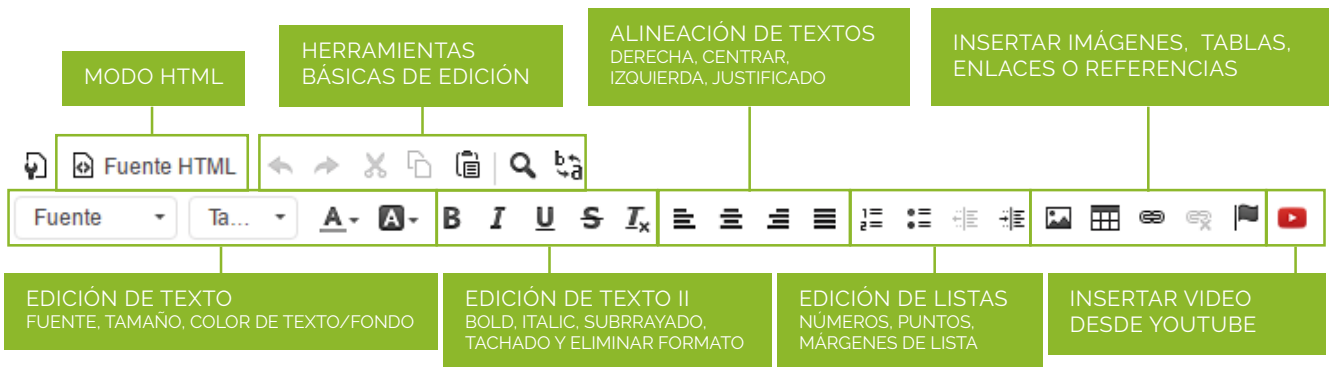 MODO HTML
HERRAMIENTAS
BÁSICAS DE EDICIÓN
ALINEACIÓN DE TEXTOS
DERECHA, CENTRAR,
IZQUIERDA, JUSTIFICADO
INSERTAR IMÁGENES, TABLAS,
ENLACES O REFERENCIAS
Fuente HTML
Fuente
Ta...
EDICIÓN DE TEXTO
FUENTE, TAMAÑO, COLOR DE TEXTO/FONDO
EDICIÓN DE TEXTO II
BOLD, ITALIC, SUBRRAYADO,
TACHADO Y ELIMINAR FORMATO
EDICIÓN DE LISTAS
NÚMEROS, PUNTOS,
MÁRGENES DE LISTA
INSERTAR VIDEO
DESDE YOUTUBE